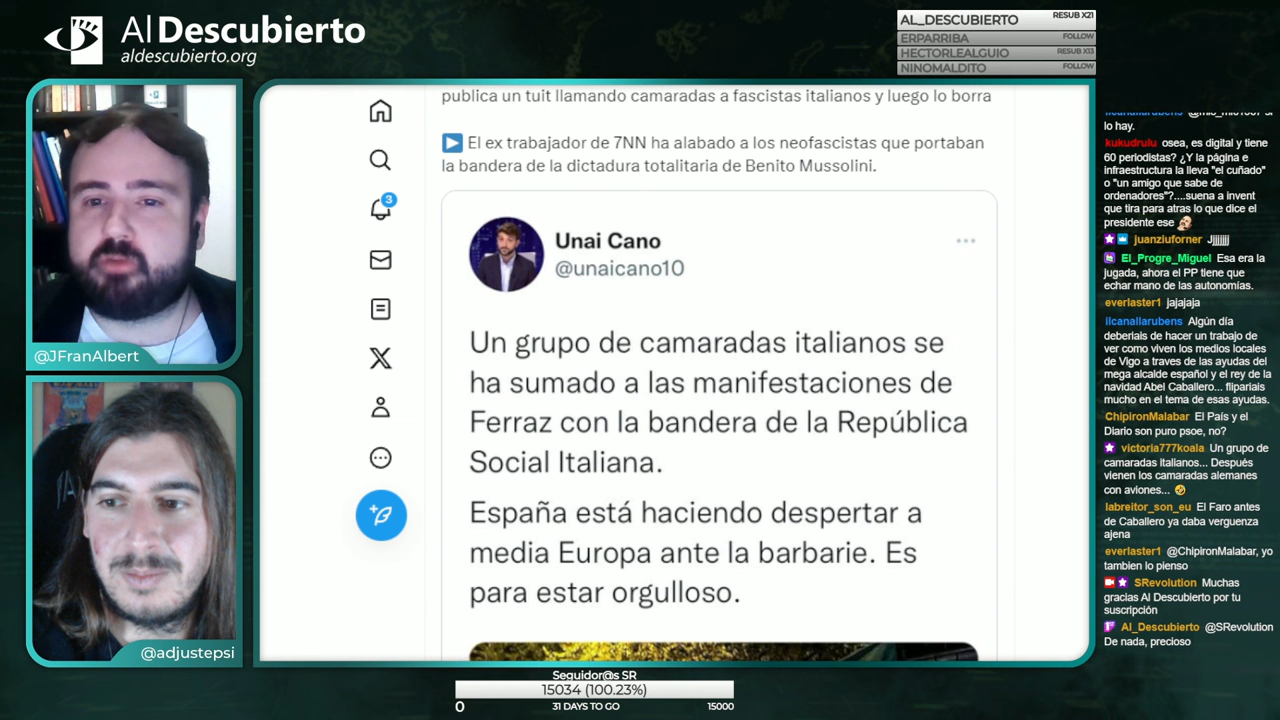 Al Descubierto
aldescubierto.org
AL_DESCUBIERTO RESUB X21
ERPARRIBA FOLLOW
HECTORLEALGUIO RESUB X13
NINOMALDITO FOLLOW
@JFranAlbert
@adjustepsi
publica un tuit llamando camaradas a fascistas italianos y luego lo borra
El ex trabajador de 7NN ha alabado a los neofascistas que portaban
la bandera de la dictadura totalitaria de Benito Mussolini.
3
Unai Cano
@unaicano10
Un grupo de camaradas italianos se
ha sumado a las manifestaciones de
Ferraz con la bandera de la República
Social Italiana.
España está haciendo despertar a
media Europa ante la barbarie. Es
para estar orgulloso.
lo hay.
kukudrulu osea, es digital y tiene
60 periodistas? ¿Y la página e
infraestructura la lleva "el cuñado"
o "un amigo que sabe de
ordenadores"?....suena a invent
que tira para atras lo que dice el
presidente ese
juanziuforner Jjjjjjjj
El_Progre_Miguel Esa era la
jugada, ahora el PP tiene que
echar mano de las autonomías.
everlaster1 jajajaja
ilcanallarubens Algún día
deberiais de hacer un trabajo de
ver como viven los medios locales
de Vigo a traves de las ayudas del
mega alcalde español y el rey de la
navidad Abel Caballero... flipariais
mucho en el tema de esas ayudas.
ChipironMalabar El País y el
Diario son puro psoe, no?
victoria777koala Un grupo de
camaradas italianos... Después
vienen los camaradas alemanes
con aviones...
labreitor_son_eu El Faro antes
de Caballero ya daba verguenza
ajena
everlaster1 @ChipironMalabar, yo
tambien lo pienso
SRevolution Muchas
gracias Al Descubierto por tu
suscripción
Al_Descubierto @SRevolution
De nada, precioso
Seguidor@s SR
15034 (100.23%)
0 31 DAYS TO GO 15000